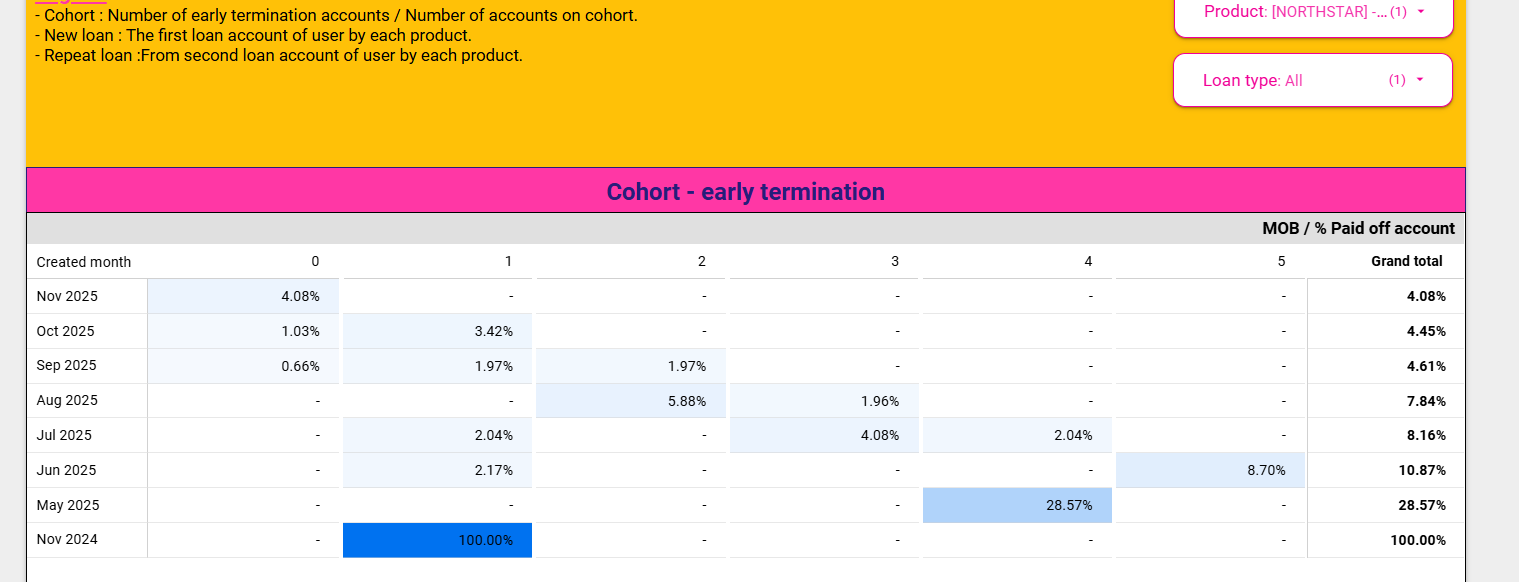 - Cohort : Number of early termination accounts / Number of accounts on cohort.
- New loan : The first loan account of user by each product.
- Repeat loan :From second loan account of user by each product.
Product: [NORTHSTAR] -... (1)
Loan type: All (1)
Cohort - early termination
MOB / % Paid off account
Created month 0 1 2 3 4 5 Grand total
Nov 2025 4.08% - - - - - 4.08%
Oct 2025 1.03% 3.42% - - - - 4.45%
Sep 2025 0.66% 1.97% 1.97% - - - 4.61%
Aug 2025 - - 5.88% 1.96% - - 7.84%
Jul 2025 - 2.04% - 4.08% 2.04% - 8.16%
Jun 2025 - 2.17% - - - 8.70% 10.87%
May 2025 - - - - 28.57% - 28.57%
Nov 2024 - 100.00% - - - - 100.00%